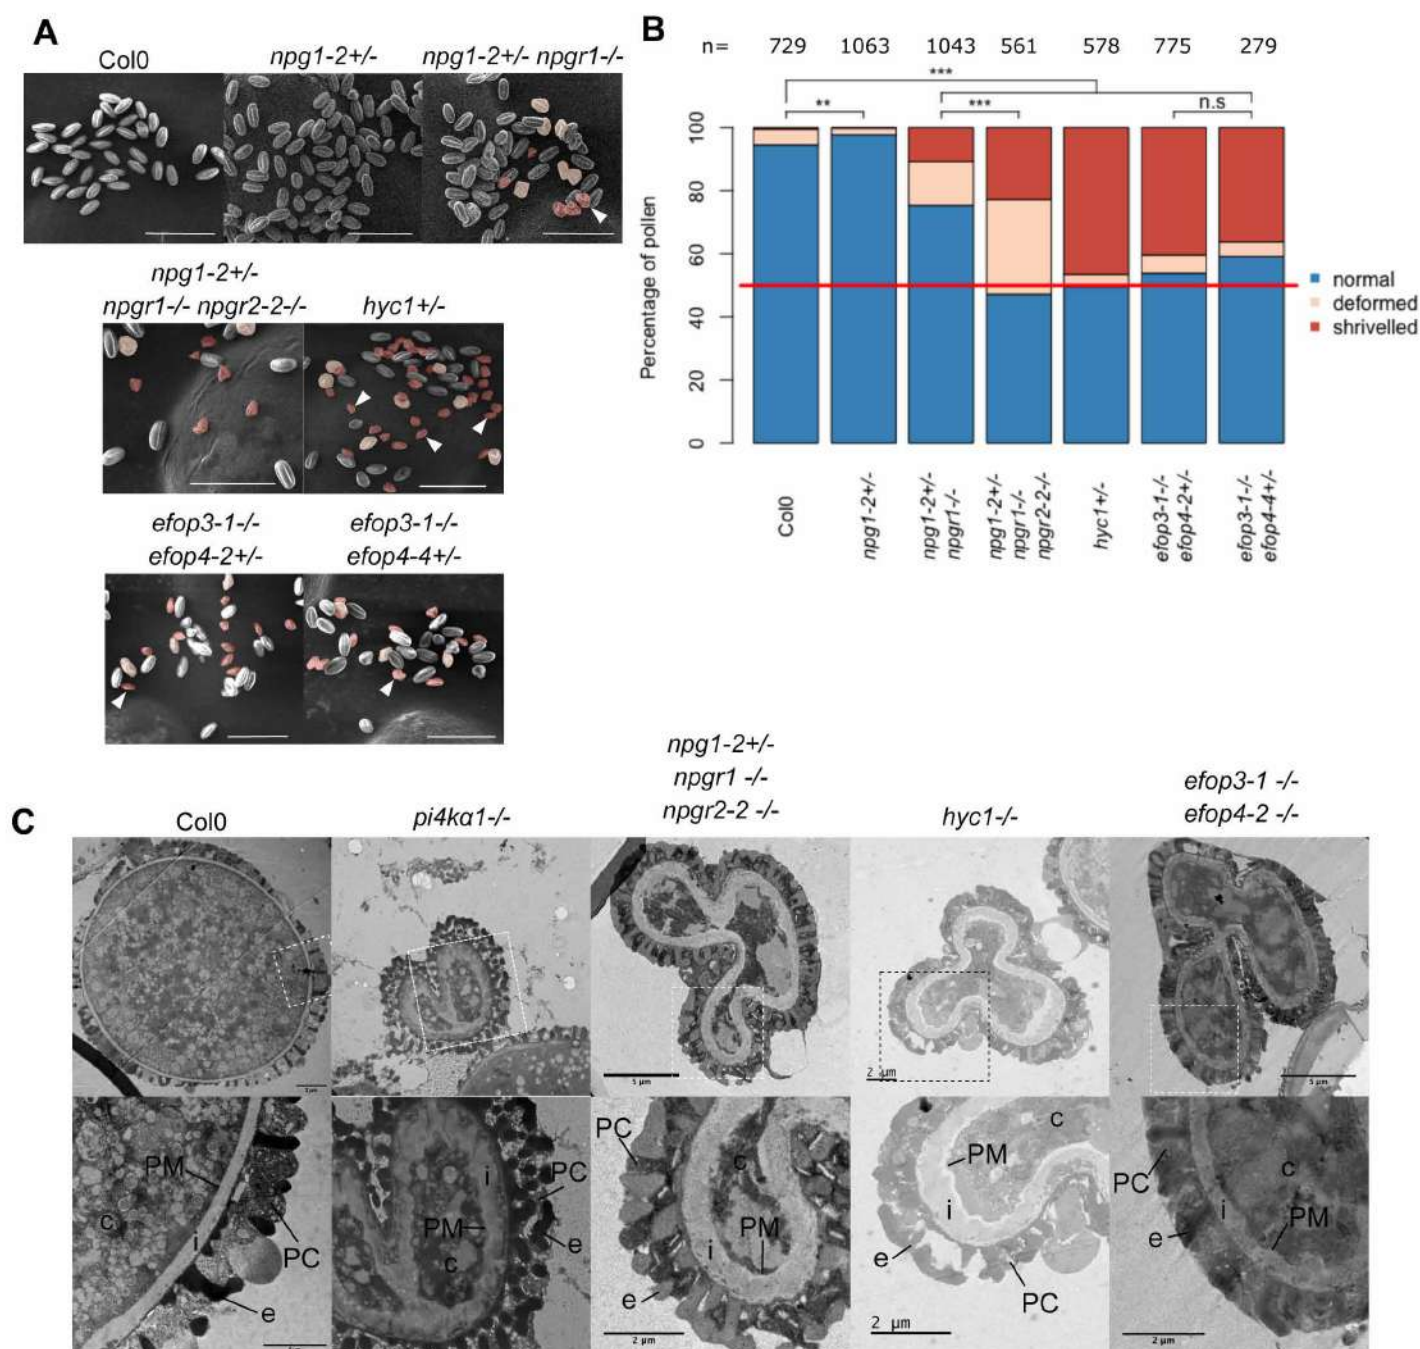 A
Col0
npg1-2+/-
npg1-2+/- npgr1-/-
npg1-2+/-
npgr1-/- npgr2-2-/-
hyc1+/-
efop3-1-/-
efop4-2+/-
efop3-1-/-
efop4-4+/-
B
n= 729 1063 1043 561 578 775 279
***
** *** n.s
Percentage of pollen
100
80
60
40
20
0
normal
deformed
shrivelled
Col0
npg1-2+/-
npg1-2+/-
npgr1-/-
npg1-2+/-
npgr1-/-
npgr2-2-/-
hyc1+/-
efop3-1-/-
efop4-2+/-
efop3-1-/-
efop4-4+/-
C
Col0
pi4kα1-/-
npg1-2+/-
npgr1 -/-
npgr2-2 -/-
hyc1-/-
efop3-1 -/-
efop4-2 -/-
5 µm
2 µm
5 µm
PM
c
i
PC
e
i
PC
PM
e
c
PC
c
PM
i
e
2 µm
c
PM
i
e
PC
2 µm
PC
c
i
PM
e
2 µm